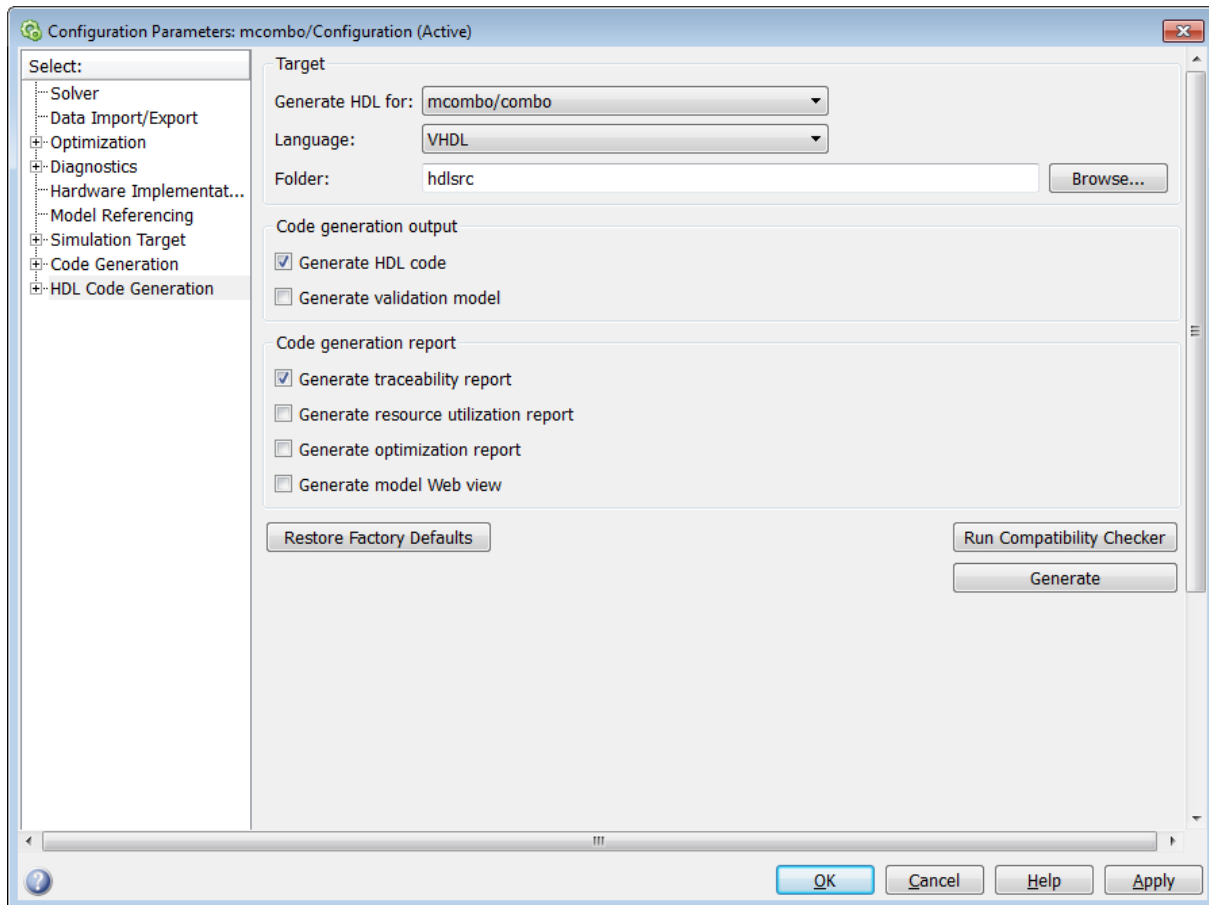 Configuration Parameters: mcombo/Configuration (Active)
Select:
Solver
Data Import/Export
Optimization
Diagnostics
Hardware Implementat...
Model Referencing
Simulation Target
Code Generation
HDL Code Generation
Target
Generate HDL for: mcombo/combo
Language: VHDL
Folder: hdlsrc Browse...
Code generation output
Generate HDL code
Generate validation model
Code generation report
Generate traceability report
Generate resource utilization report
Generate optimization report
Generate model Web view
Restore Factory Defaults Run Compatibility Checker
Generate
OK Cancel Help Apply